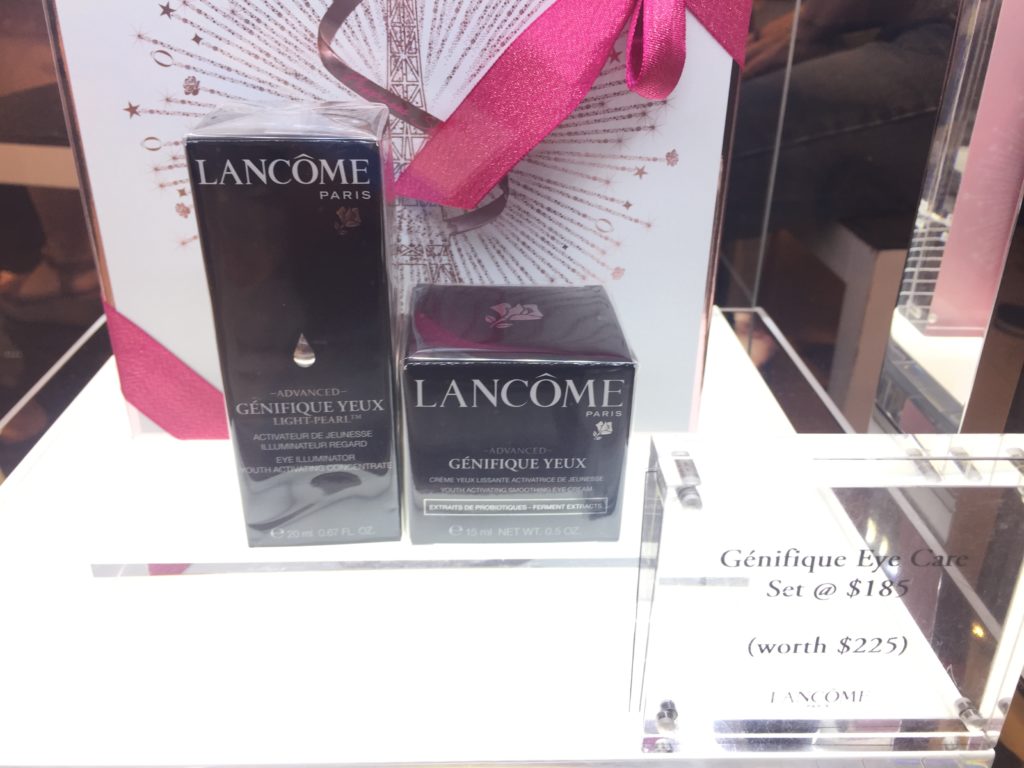 LANCÔME
PARIS
-ADVANCED-
GÉNIFIQUE YEUX
LIGHT-PEARL™
ACTIVATEUR DE JEUNESSE
ILLUMINATEUR REGARD
EYE ILLUMINATOR
YOUTH ACTIVATING CONCENTRATE
℮ 20 ml 0.67 FL. OZ.
LANCÔME
PARIS
-ADVANCED-
GÉNIFIQUE YEUX
CRÈME YEUX LISSANTE ACTIVATRICE DE JEUNESSE
YOUTH ACTIVATING SMOOTHING EYE CREAM
EXTRAITS DE PROBIOTIQUES - FERMENT EXTRACTS
℮ 15 ml NET WT. 0.5 OZ.
Génifique Eye Care
Set @ $185
(worth $225)
LANCÔME